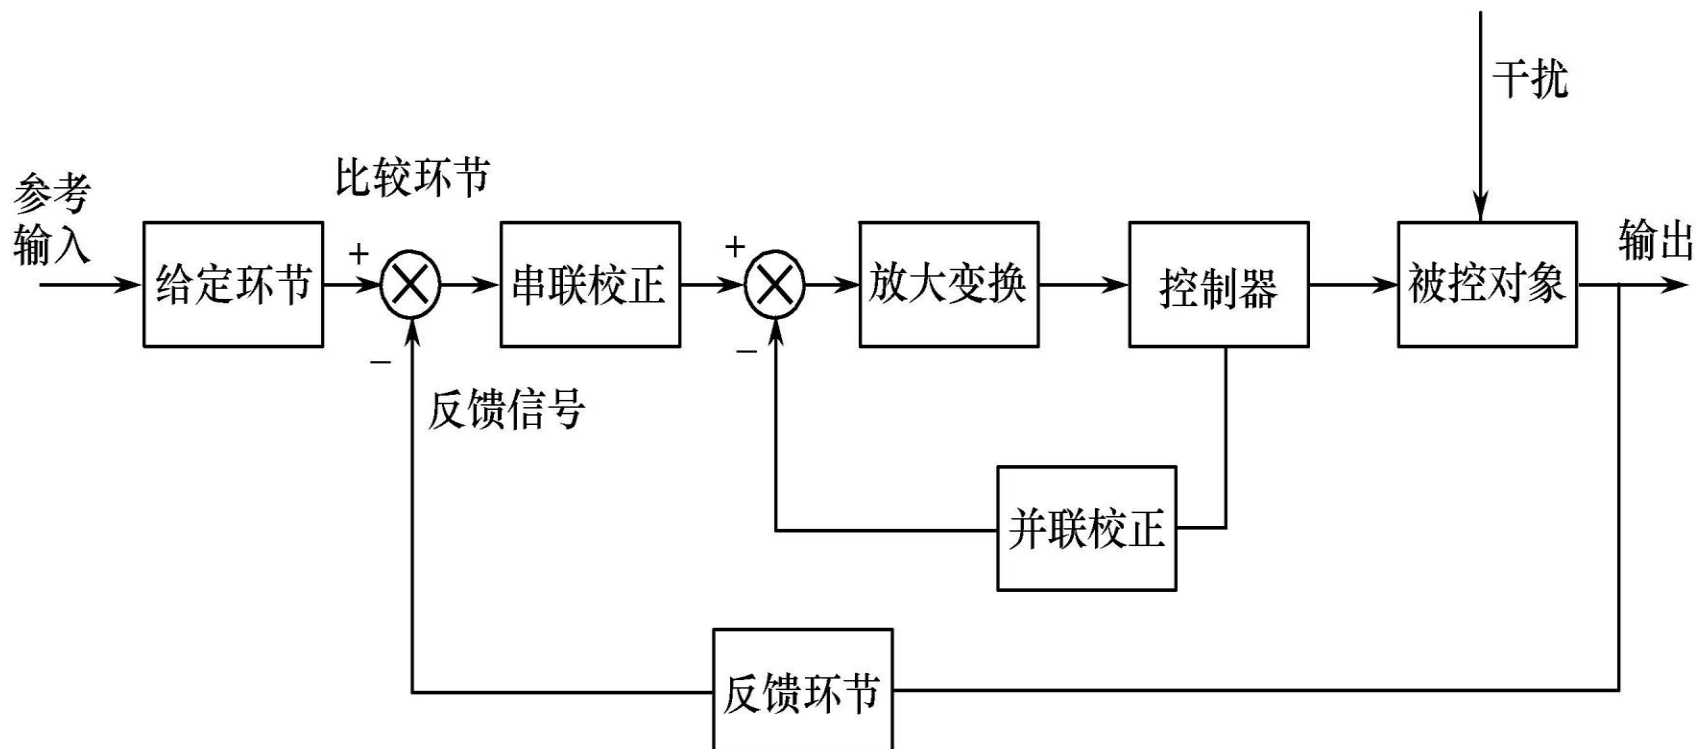 干扰
比较环节
参考
输入
给定环节
+
串联校正
+
放大变换
控制器
被控对象
输出
−
反馈信号
−
并联校正
反馈环节